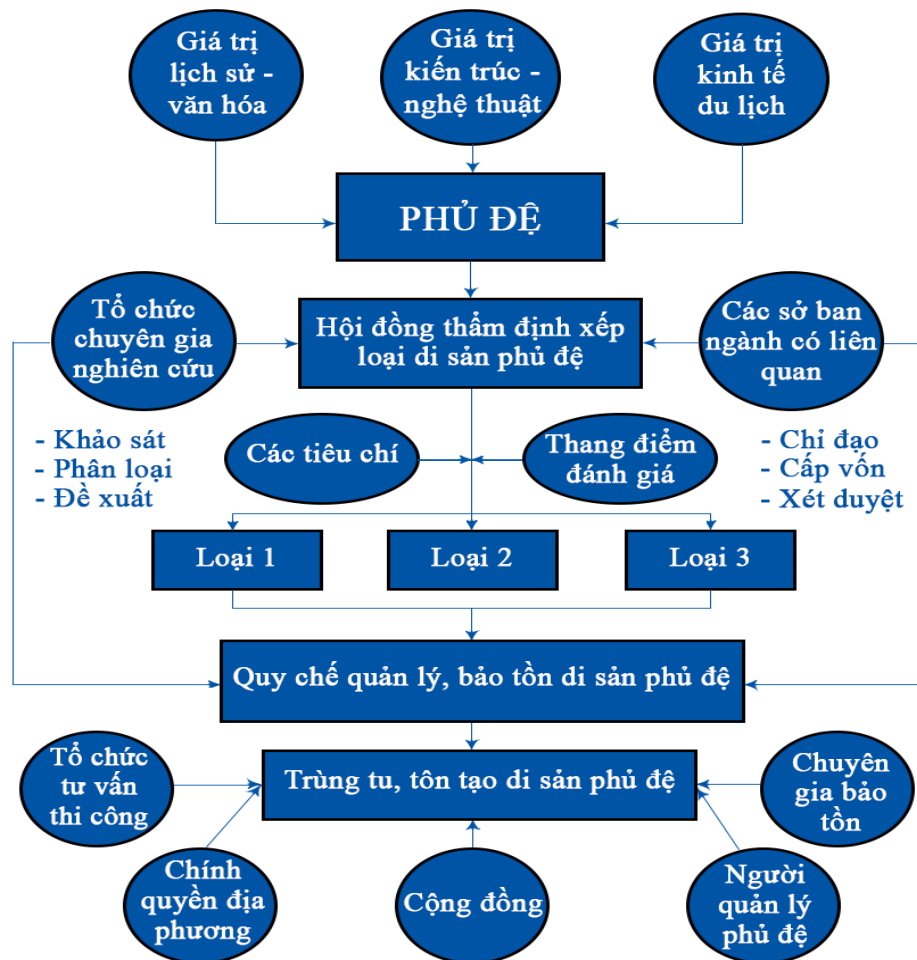 Giá trị
lịch sử -
văn hóa
Giá trị
kiến trúc -
nghệ thuật
Giá trị
kinh tế
du lịch
PHỦ ĐỆ
Tổ chức
chuyên gia
nghiên cứu
Hội đồng thẩm định xếp
loại di sản phủ đệ
Các sở ban
ngành có liên
quan
- Khảo sát
- Phân loại
- Đề xuất
Các tiêu chí
Thang điểm
đánh giá
- Chỉ đạo
- Cấp vốn
- Xét duyệt
Loại 1
Loại 2
Loại 3
Quy chế quản lý, bảo tồn di sản phủ đệ
Tổ chức
tư vấn
thi công
Trùng tu, tôn tạo di sản phủ đệ
Chuyên
gia bảo
tồn
Chính
quyền địa
phương
Cộng đồng
Người
quản lý
phủ đệ